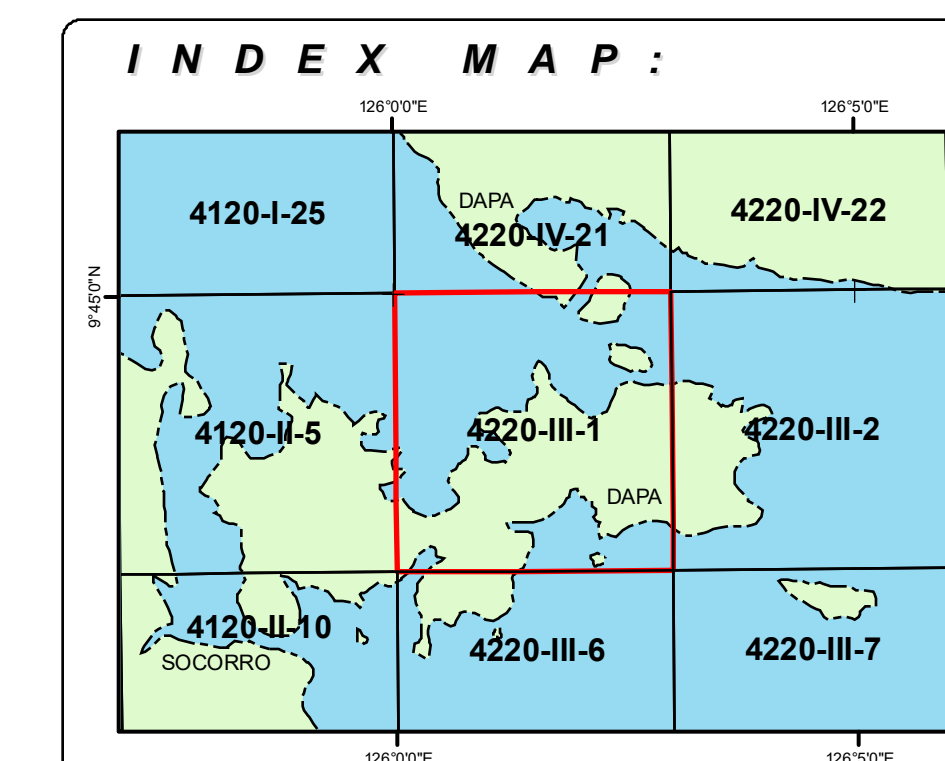 INDEX MAP:
126°0'0"E 126°5'0"E
4120-I-25 DAPA 4220-IV-21 4220-IV-22
9°45'0"N
4120-II-5 4220-III-1 4220-III-2
DAPA
4120-II-10 4220-III-6 4220-III-7
SOCORRO
126°0'0"E 126°5'0"E